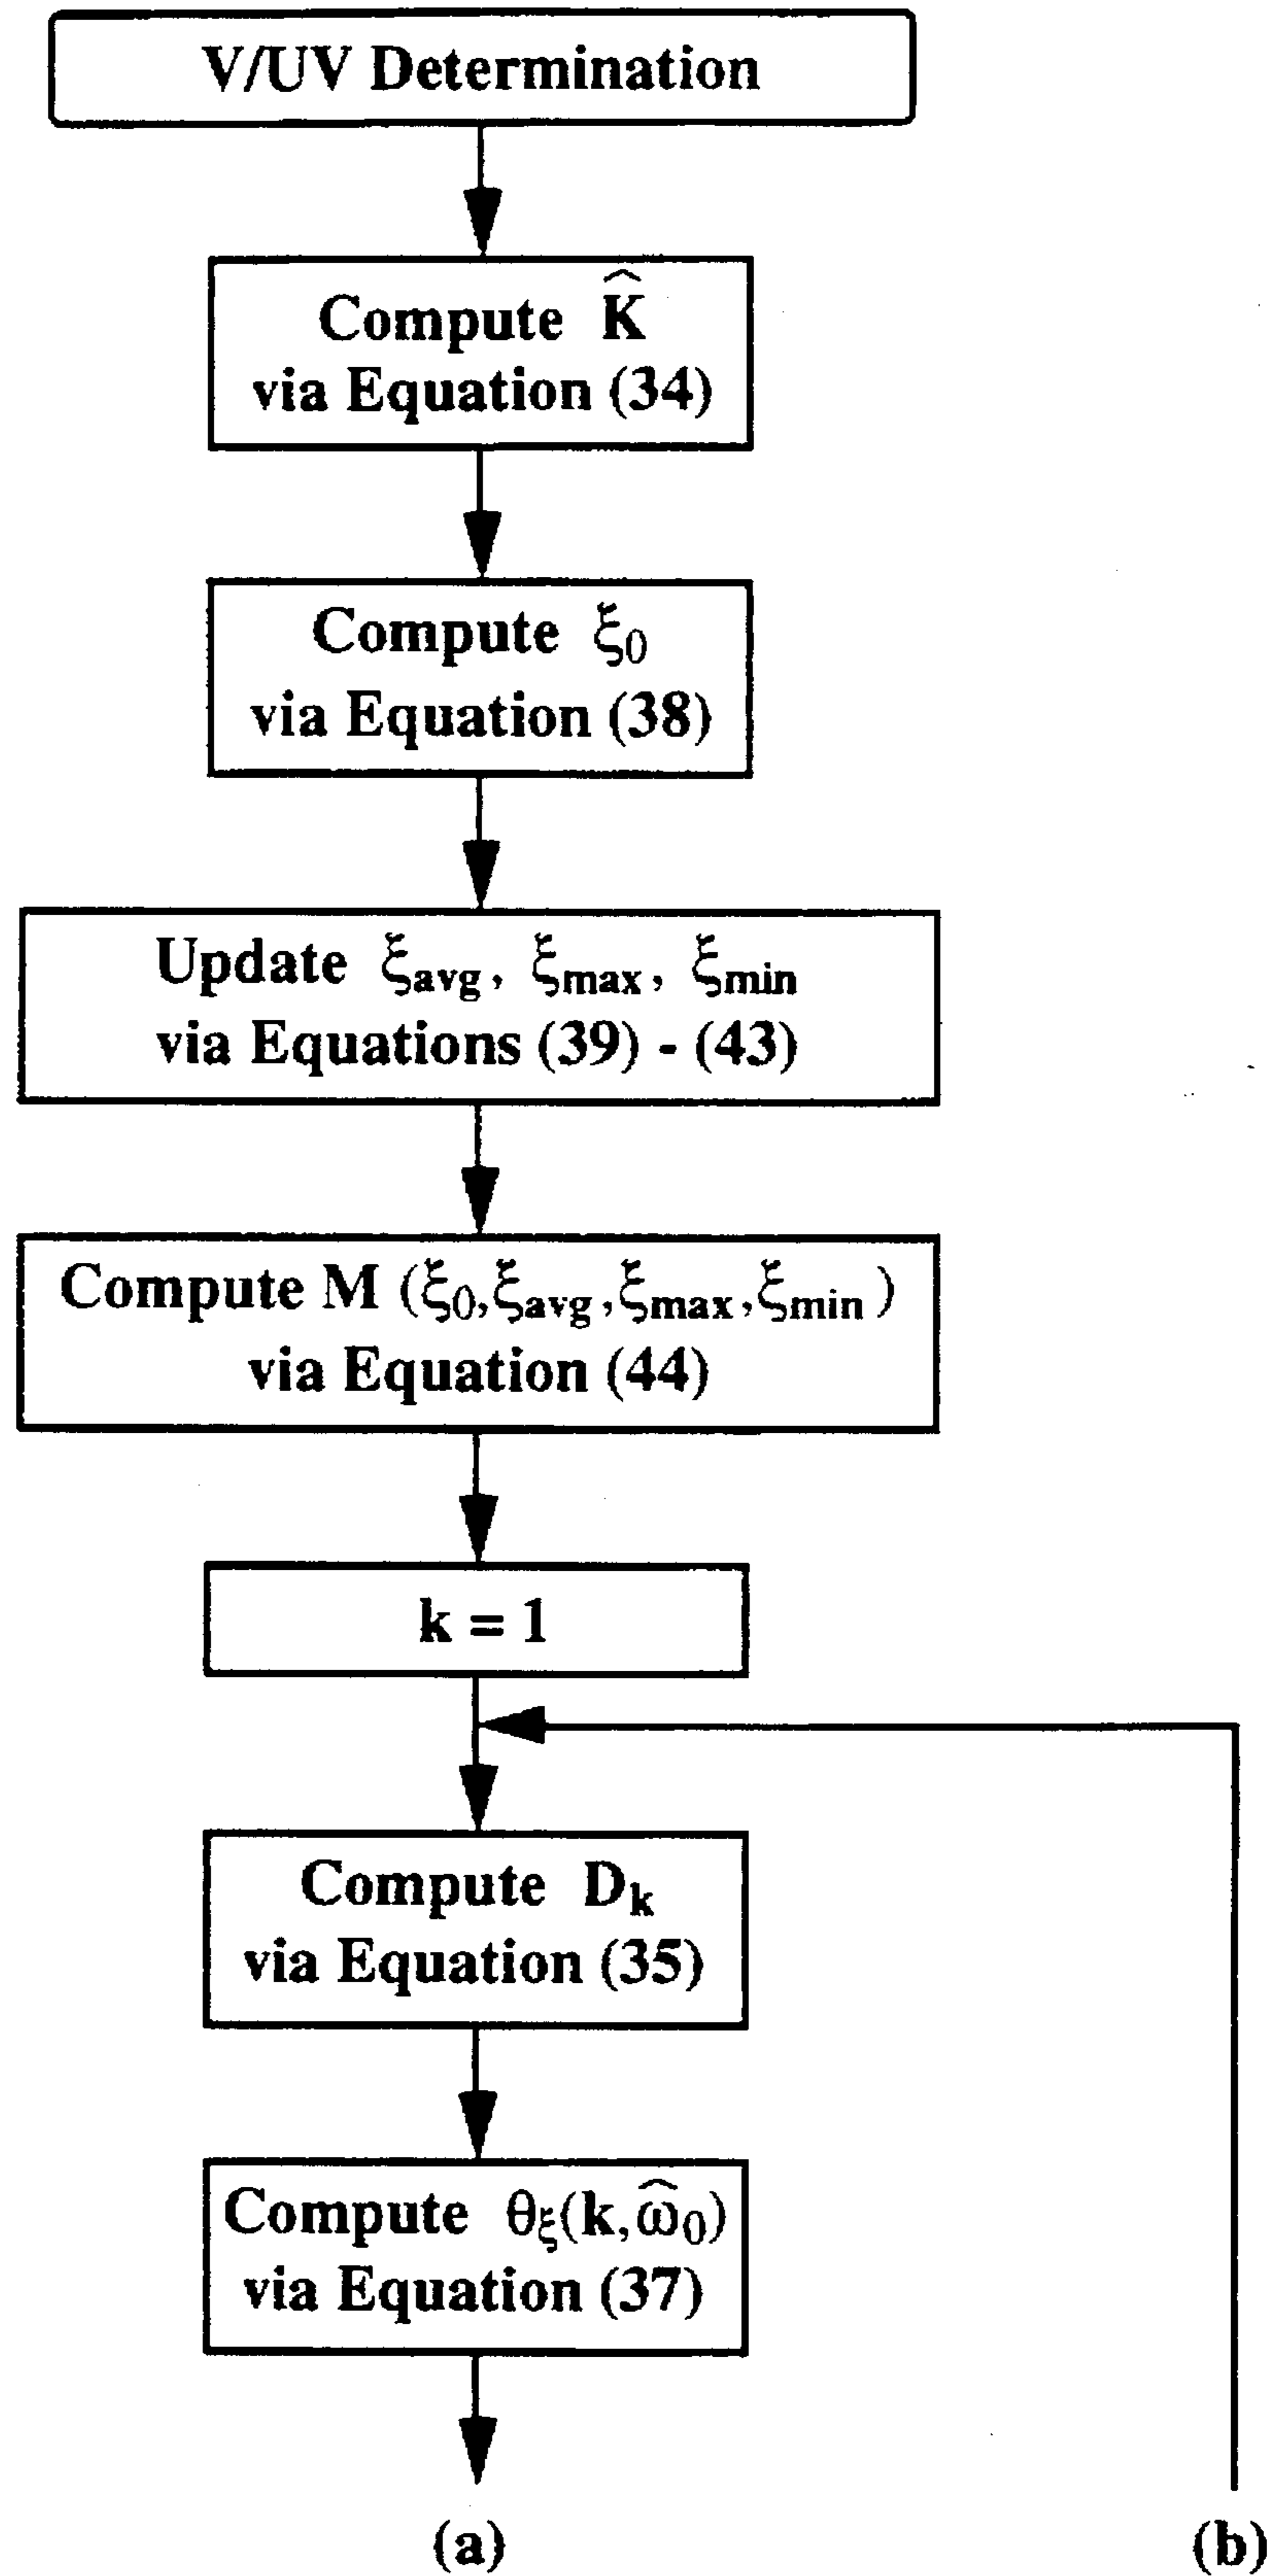 V/UV Determination
Compute K̂
via Equation (34)
Compute ξ₀
via Equation (38)
Update ξavg, ξmax, ξmin
via Equations (39) - (43)
Compute M (ξ₀,ξavg,ξmax,ξmin)
via Equation (44)
k = 1
Compute Dk
via Equation (35)
Compute θξ(k,ω̂₀)
via Equation (37)
(a)
(b)